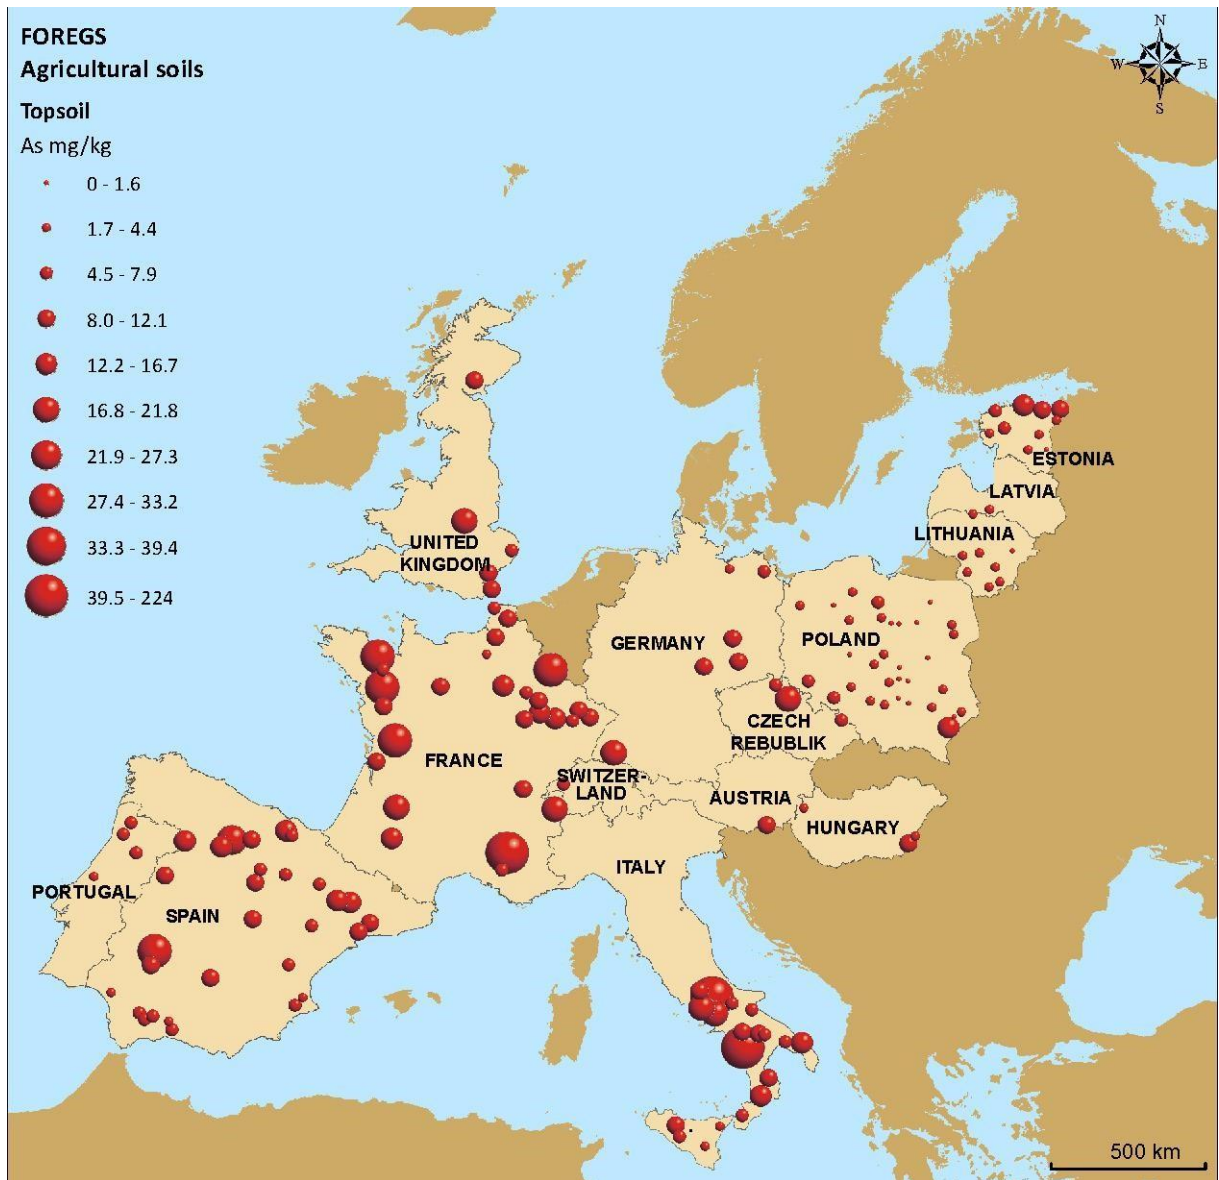 FOREGS
Agricultural soils
Topsoil
As mg/kg
0 - 1.6
1.7 - 4.4
4.5 - 7.9
8.0 - 12.1
12.2 - 16.7
16.8 - 21.8
21.9 - 27.3
27.4 - 33.2
33.3 - 39.4
39.5 - 224
N
W E
S
ESTONIA
LATVIA
LITHUANIA
UNITED
KINGDOM
GERMANY
POLAND
CZECH
REBUBLIK
FRANCE
SWITZER-
LAND
AUSTRIA
HUNGARY
ITALY
PORTUGAL
SPAIN
500 km